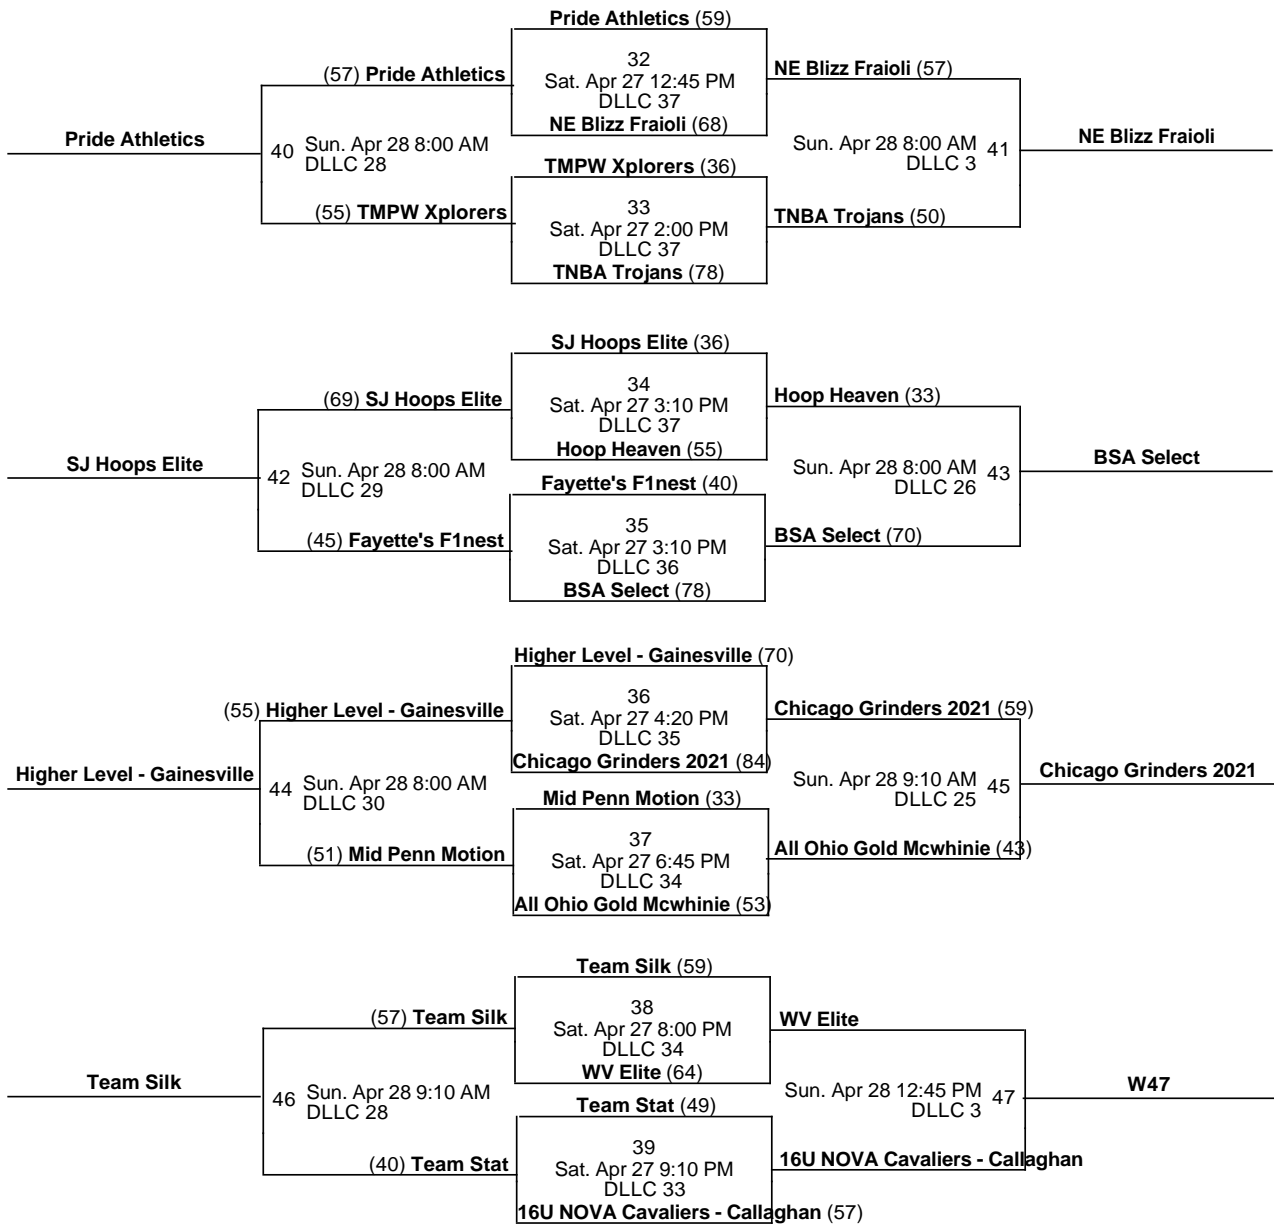 Pride Athletics (59)
32
Sat. Apr 27 12:45 PM
DLLC 37
NE Blizz Fraioli (68)
(57) Pride Athletics
NE Blizz Fraioli (57)
Pride Athletics
40 Sun. Apr 28 8:00 AM
DLLC 28
Sun. Apr 28 8:00 AM 41
DLLC 3
NE Blizz Fraioli
TMPW Xplorers (36)
33
Sat. Apr 27 2:00 PM
DLLC 37
TNBA Trojans (78)
(55) TMPW Xplorers
TNBA Trojans (50)
SJ Hoops Elite (36)
34
Sat. Apr 27 3:10 PM
DLLC 37
Hoop Heaven (55)
(69) SJ Hoops Elite
Hoop Heaven (33)
SJ Hoops Elite
42 Sun. Apr 28 8:00 AM
DLLC 29
Sun. Apr 28 8:00 AM 43
DLLC 26
BSA Select
Fayette's F1nest (40)
35
Sat. Apr 27 3:10 PM
DLLC 36
BSA Select (78)
(45) Fayette's F1nest
BSA Select (70)
Higher Level - Gainesville (70)
36
Sat. Apr 27 4:20 PM
DLLC 35
Chicago Grinders 2021 (84)
(55) Higher Level - Gainesville
Chicago Grinders 2021 (59)
Higher Level - Gainesville
44 Sun. Apr 28 8:00 AM
DLLC 30
Sun. Apr 28 9:10 AM 45
DLLC 25
Chicago Grinders 2021
Mid Penn Motion (33)
37
Sat. Apr 27 6:45 PM
DLLC 34
All Ohio Gold Mcwhinie (53)
(51) Mid Penn Motion
All Ohio Gold Mcwhinie (43)
Team Silk (59)
38
Sat. Apr 27 8:00 PM
DLLC 34
WV Elite (64)
(57) Team Silk
WV Elite
Team Silk
46 Sun. Apr 28 9:10 AM
DLLC 28
Sun. Apr 28 12:45 PM 47
DLLC 3
W47
Team Stat (49)
39
Sat. Apr 27 9:10 PM
DLLC 33
16U NOVA Cavaliers - Callaghan (57)
(40) Team Stat
16U NOVA Cavaliers - Callaghan